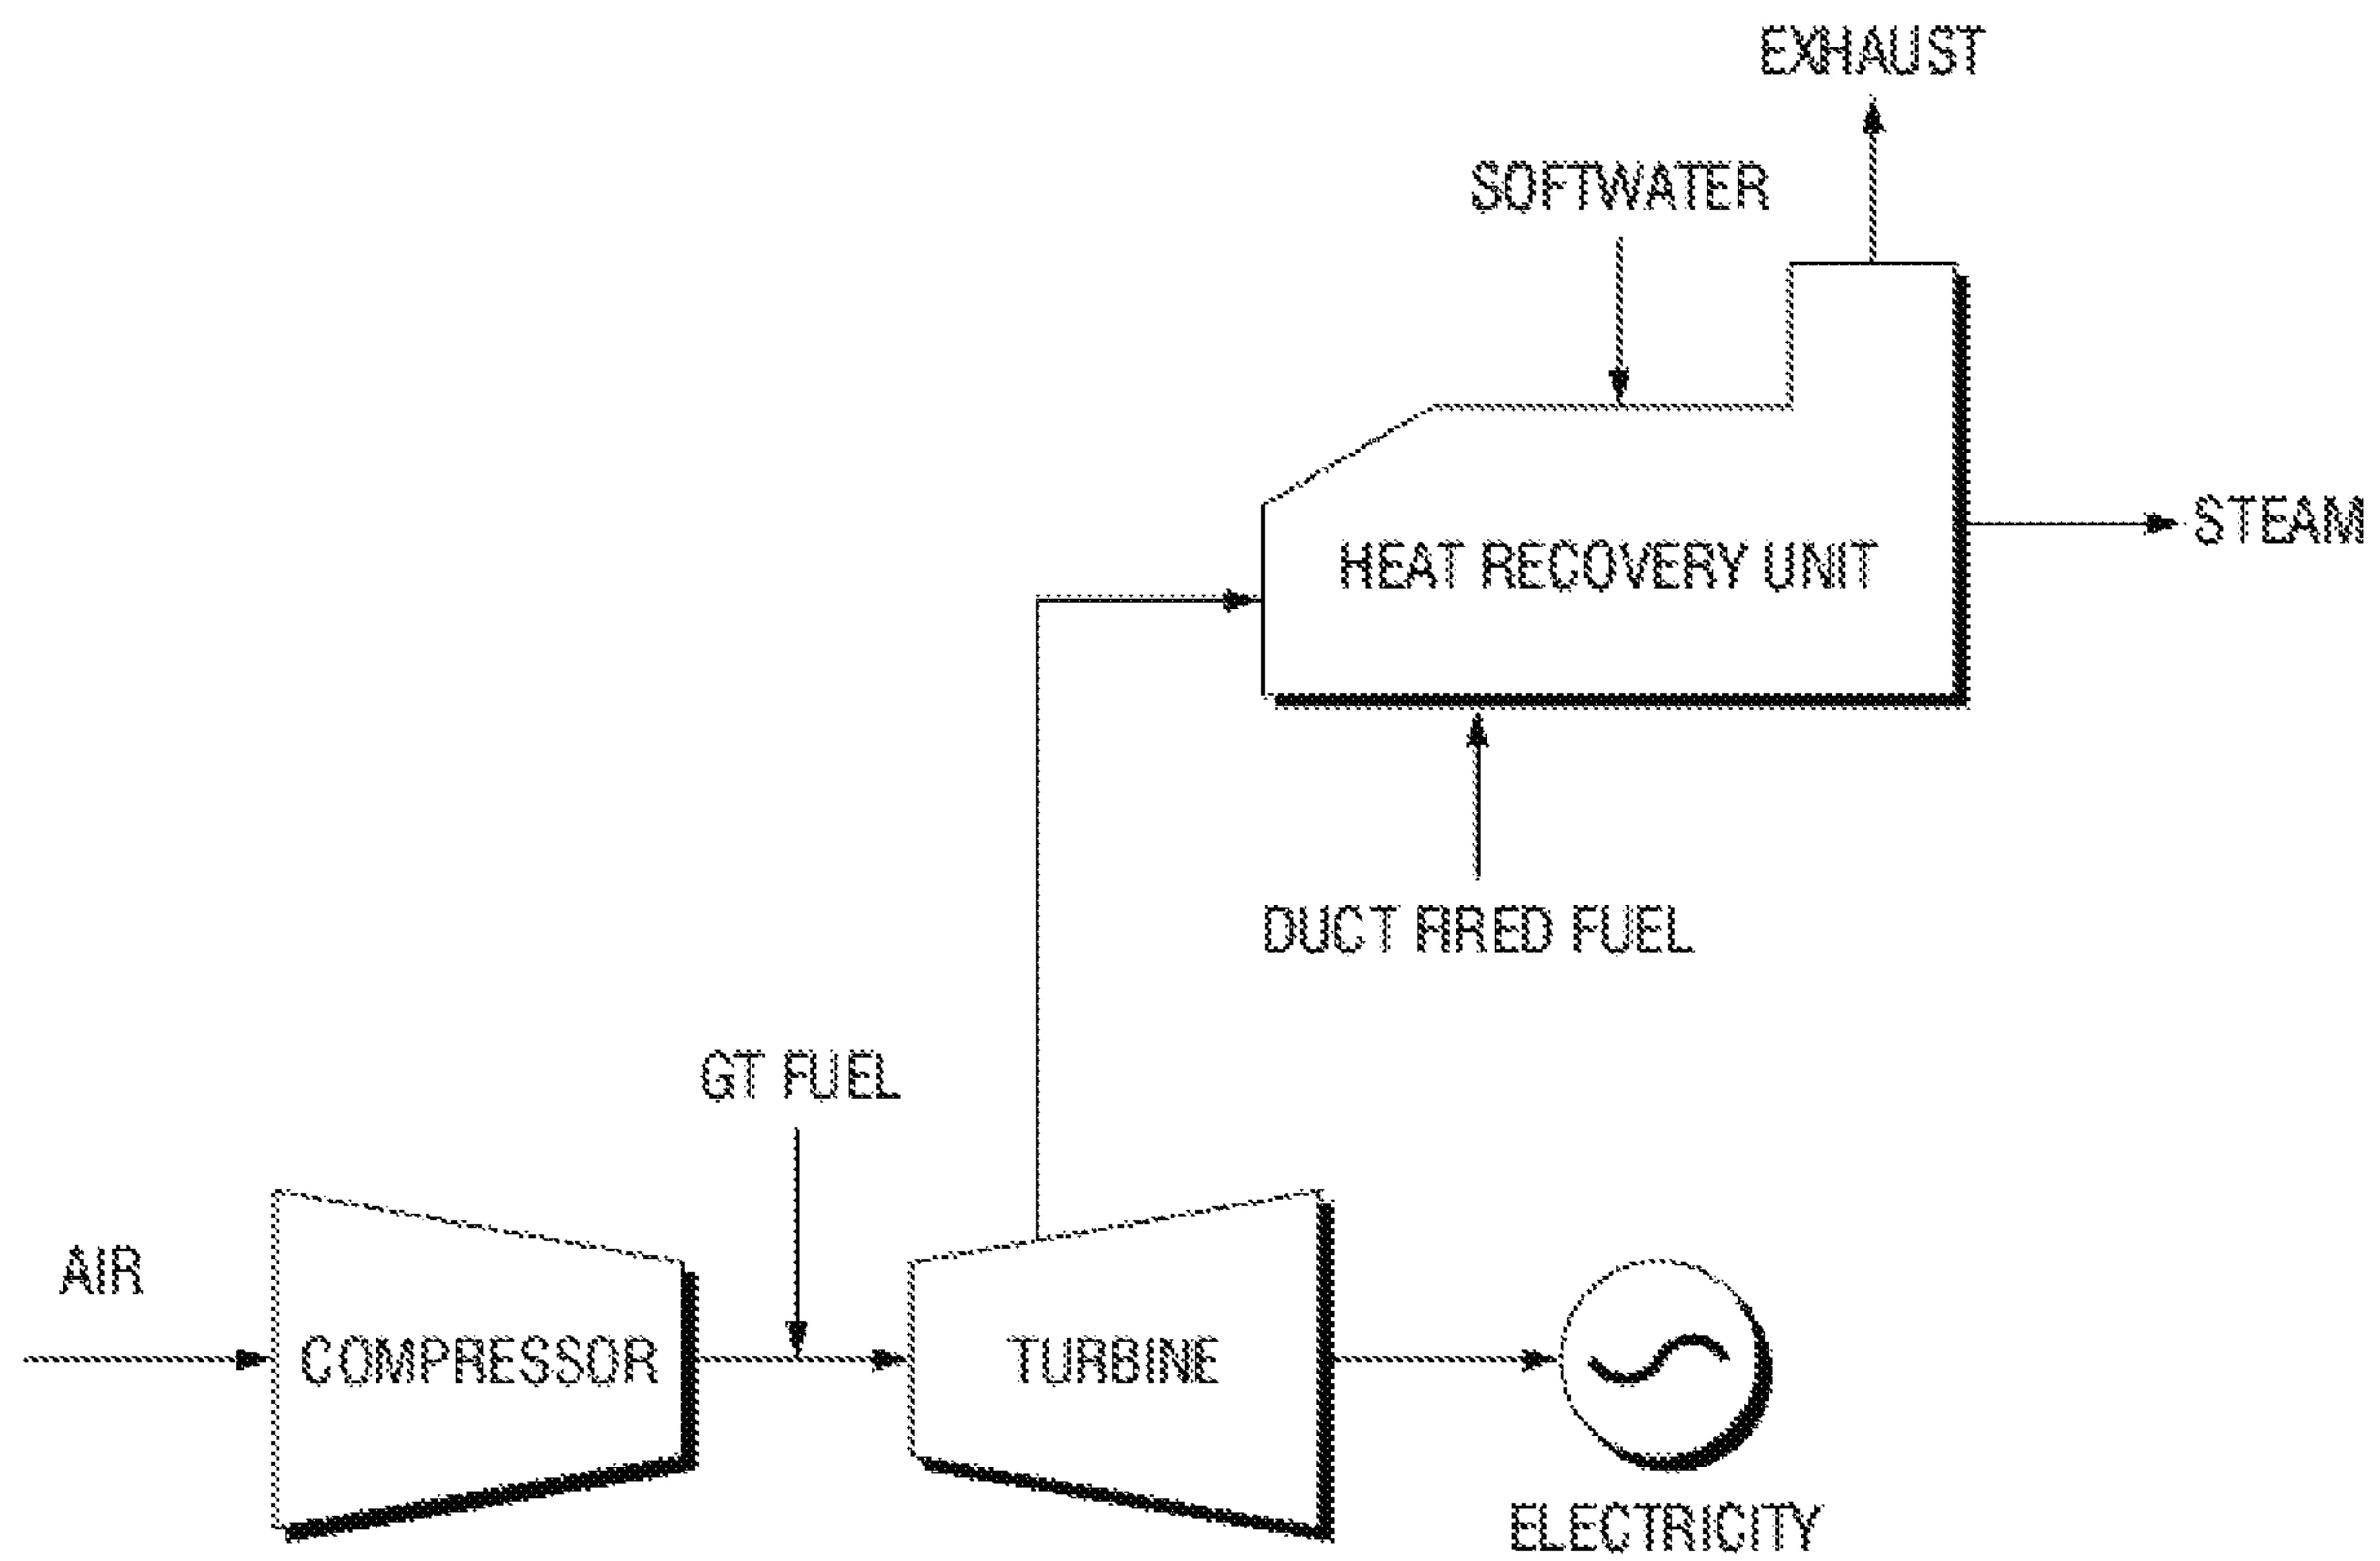 EXHAUST
SOFTWATER
STEAM
HEAT RECOVERY UNIT
DUCT FIRED FUEL
GT FUEL
AIR
COMPRESSOR
TURBINE
ELECTRICITY